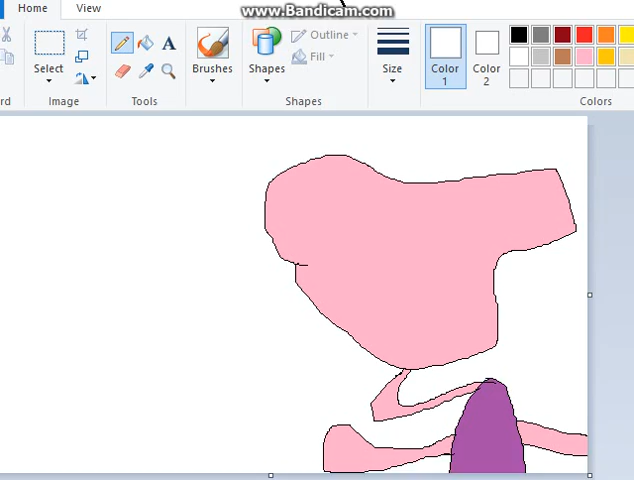 www.Bandicam.com
Home View
Select
Brushes
Shapes
Outline
Fill
Size
Color 1
Color 2
rd
Image
Tools
Shapes
Colors
A